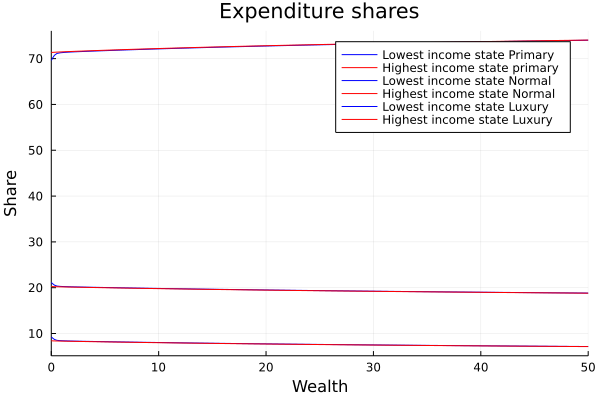 Expenditure shares
Share
70
60
50
40
30
20
10
Lowest income state Primary
Highest income state primary
Lowest income state Normal
Highest income state Normal
Lowest income state Luxury
Highest income state Luxury
0 10 20 30 40 50
Wealth